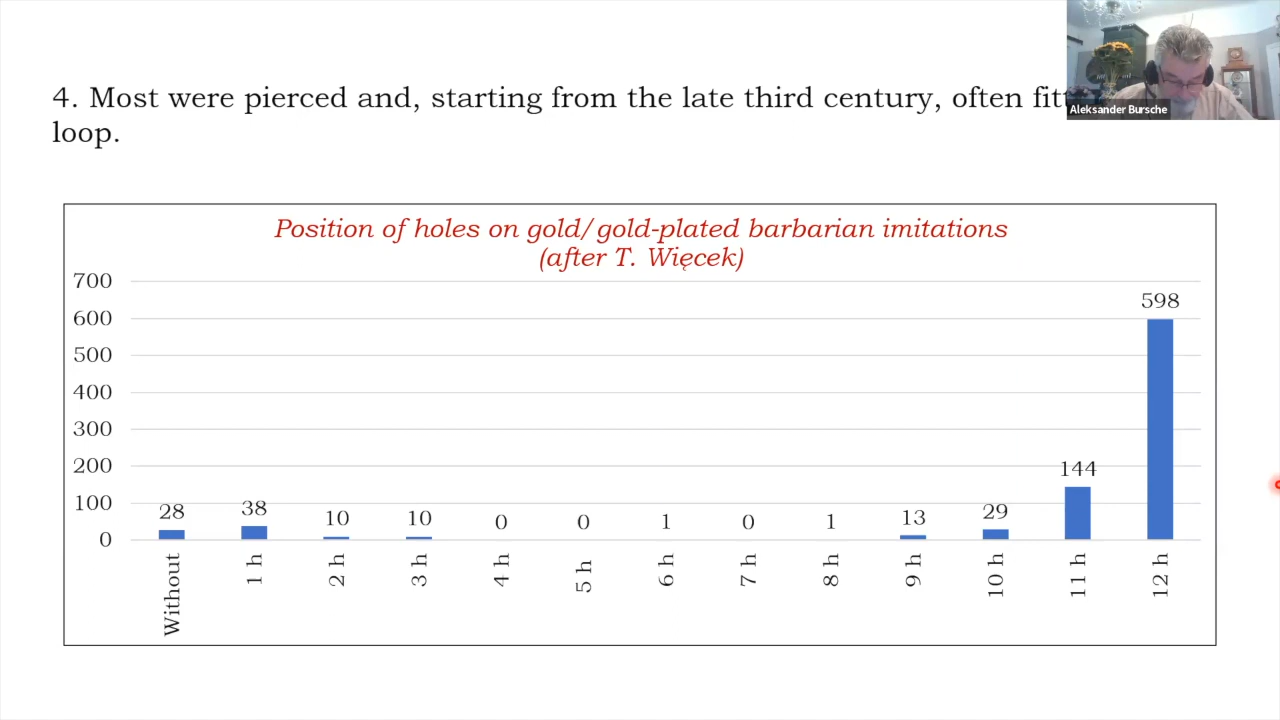 4. Most were pierced and, starting from the late third century, often
loop.
Aleksander Bursche
Position of holes on gold/gold-plated barbarian imitations
(after T. Więcek)
700
600
500
400
300
200
100
0
28
38
10
10
0
0
1
0
1
13
29
144
598
Without
1 h
2 h
3 h
4 h
5 h
6 h
7 h
8 h
9 h
10 h
11 h
12 h